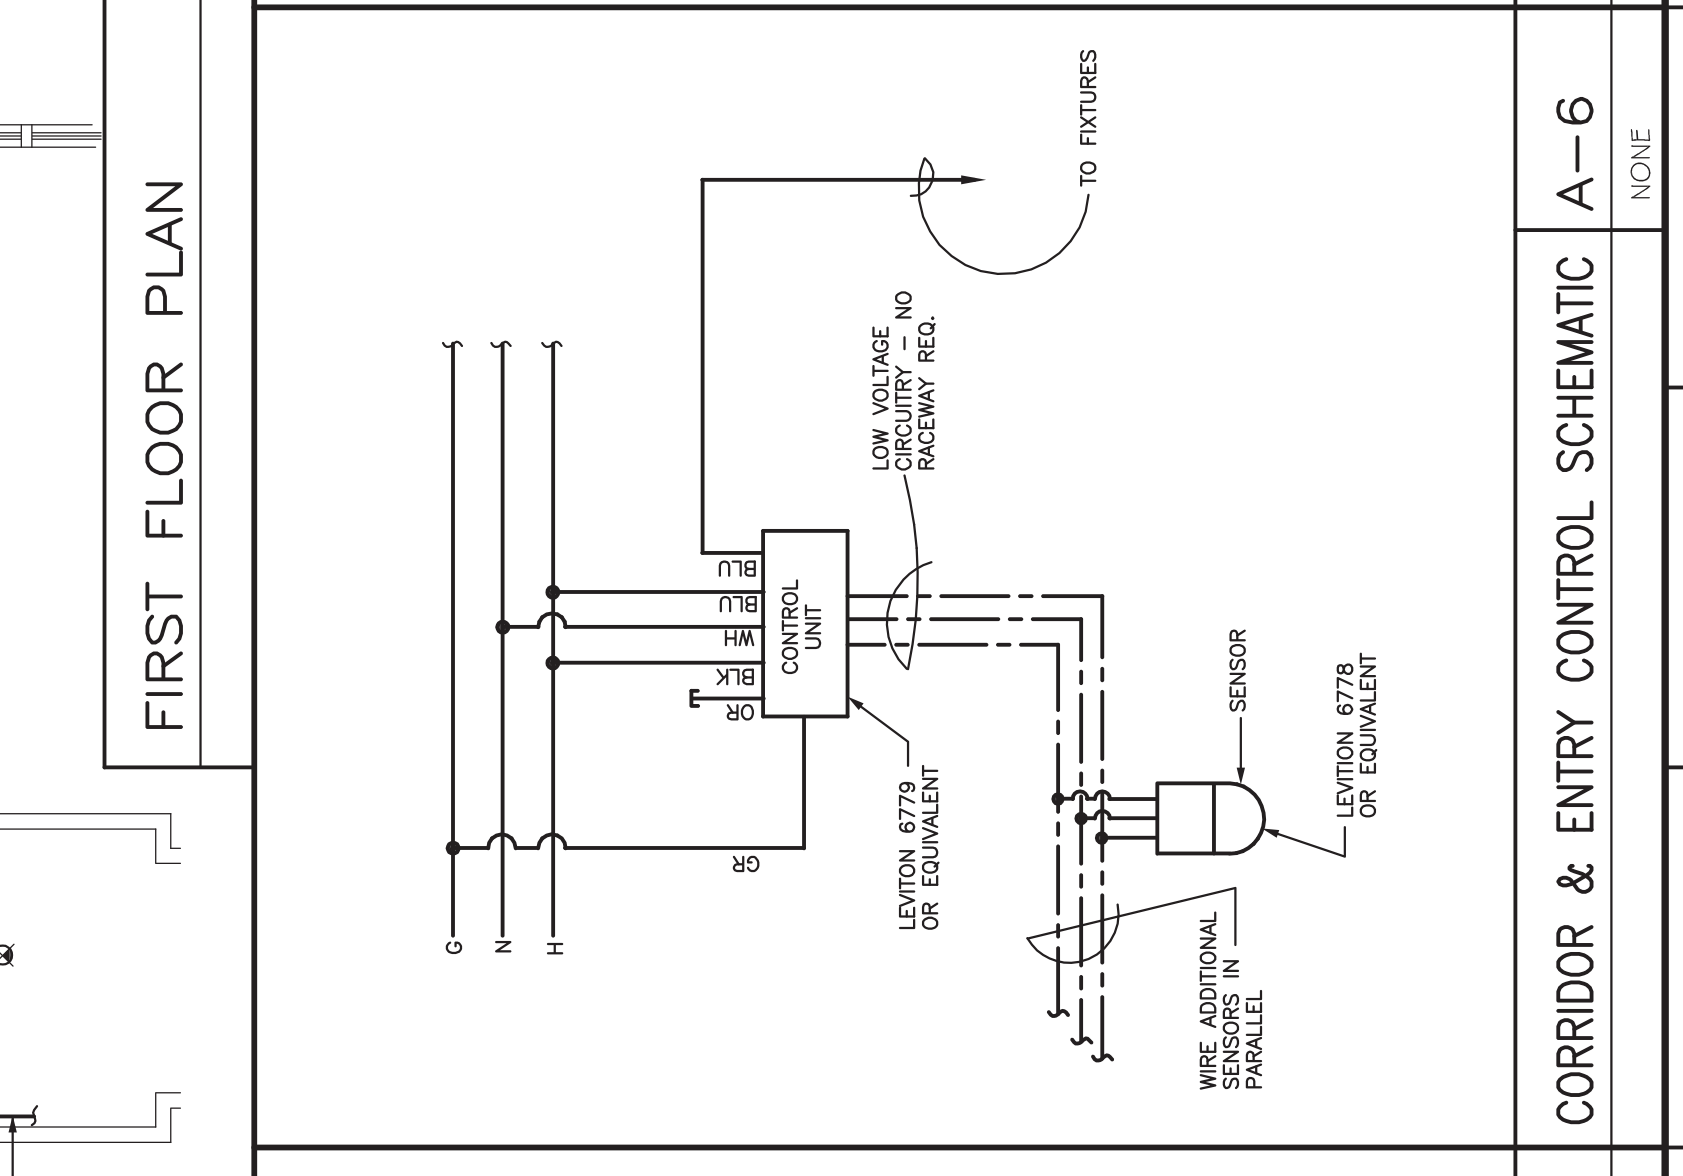 FIRST FLOOR PLAN
G
N
H
GR
OR
BLK
WH
BLU
BLU
CONTROL
UNIT
LEVITON 6779
OR EQUIVALENT
LOW VOLTAGE
CIRCUITRY – NO
RACEWAY REQ.
TO FIXTURES
WIRE ADDITIONAL
SENSORS IN
PARALLEL
SENSOR
LEVITION 6778
OR EQUIVALENT
CORRIDOR & ENTRY CONTROL SCHEMATIC
A–6
NONE